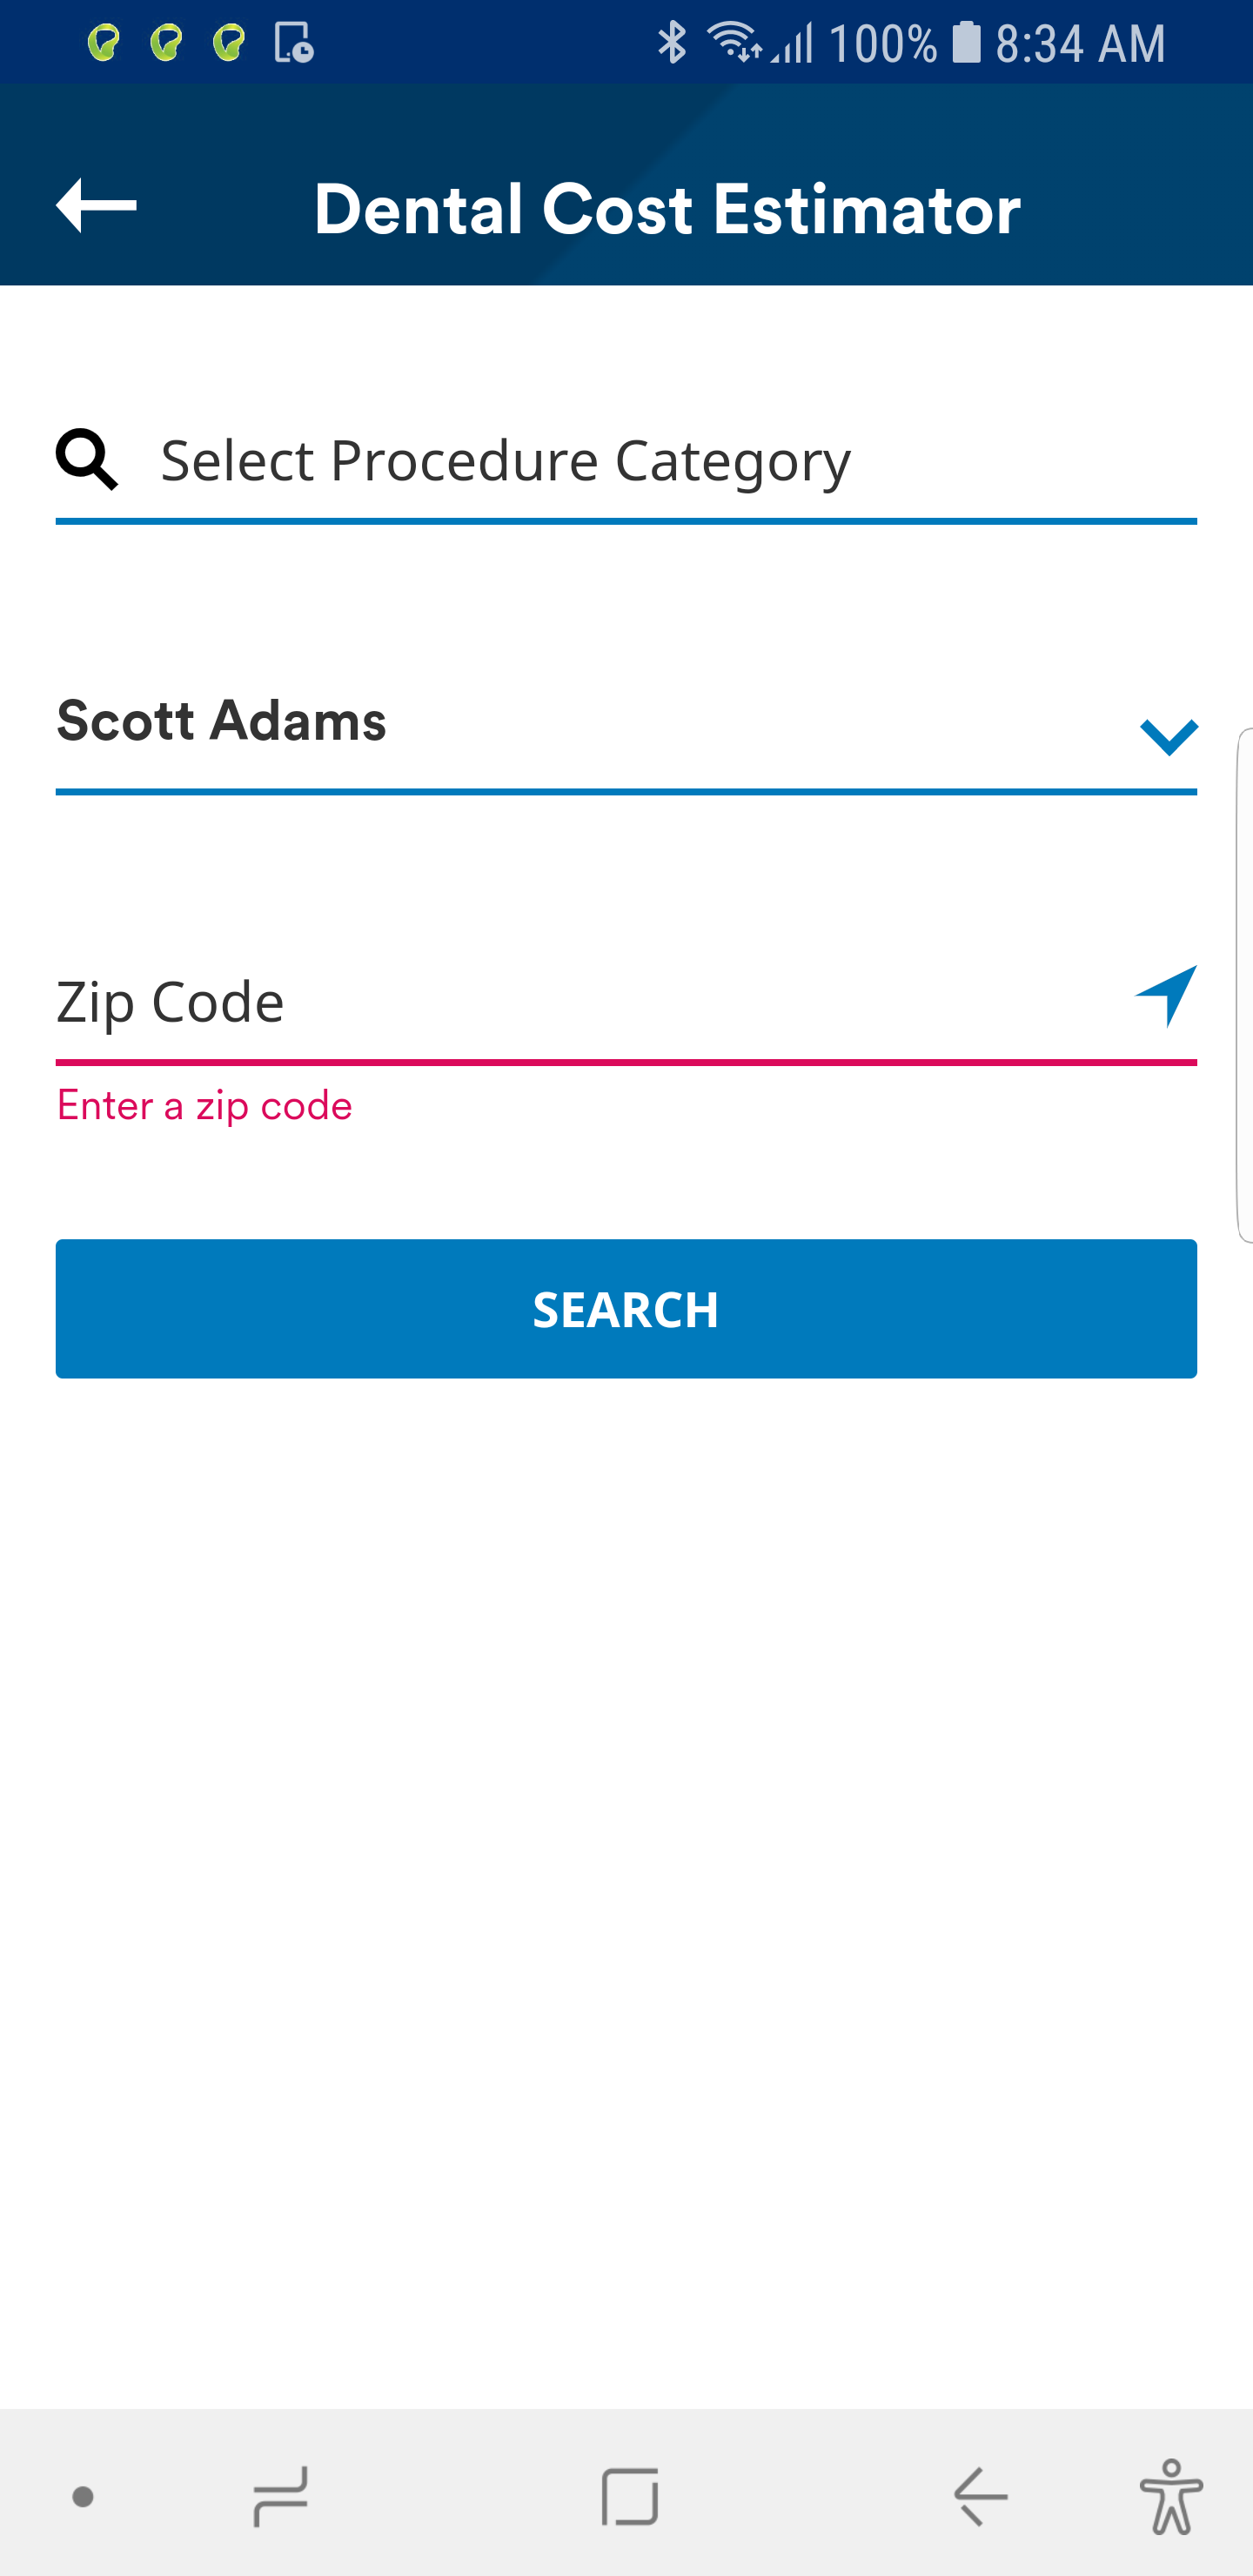 100% 8:34 AM
Dental Cost Estimator
Select Procedure Category
Scott Adams
Zip Code
Enter a zip code
SEARCH